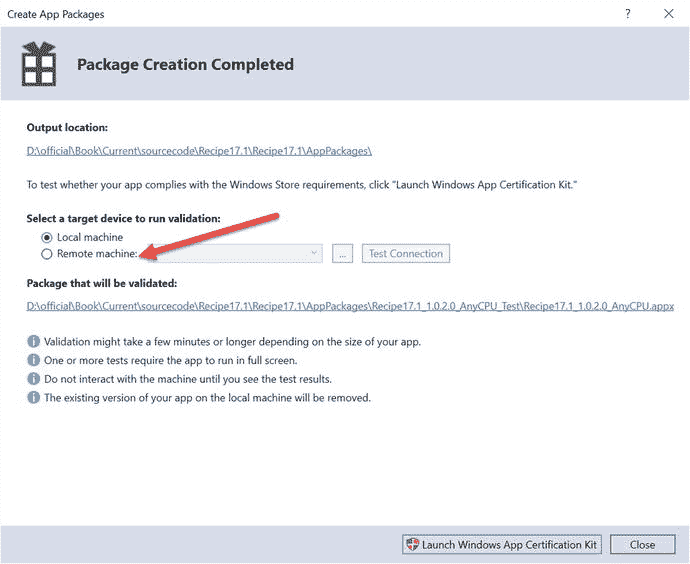 Create App Packages
?
Package Creation Completed
Output location:
D:\official\Book\Current\sourcecode\Recipe17.1\Recipe17.1\AppPackages\
To test whether your app complies with the Windows Store requirements, click "Launch Windows App Certification Kit."
Select a target device to run validation:
Local machine
Remote machine:
... Test Connection
Package that will be validated:
D:\official\Book\Current\sourcecode\Recipe17.1\Recipe17.1\AppPackages\Recipe17.1_1.0.2.0_AnyCPU_Test\Recipe17.1_1.0.2.0_AnyCPU.appx
Validation might take a few minutes or longer depending on the size of your app.
One or more tests require the app to run in full screen.
Do not interact with the machine until you see the test results.
The existing version of your app on the local machine will be removed.
Launch Windows App Certification Kit Close